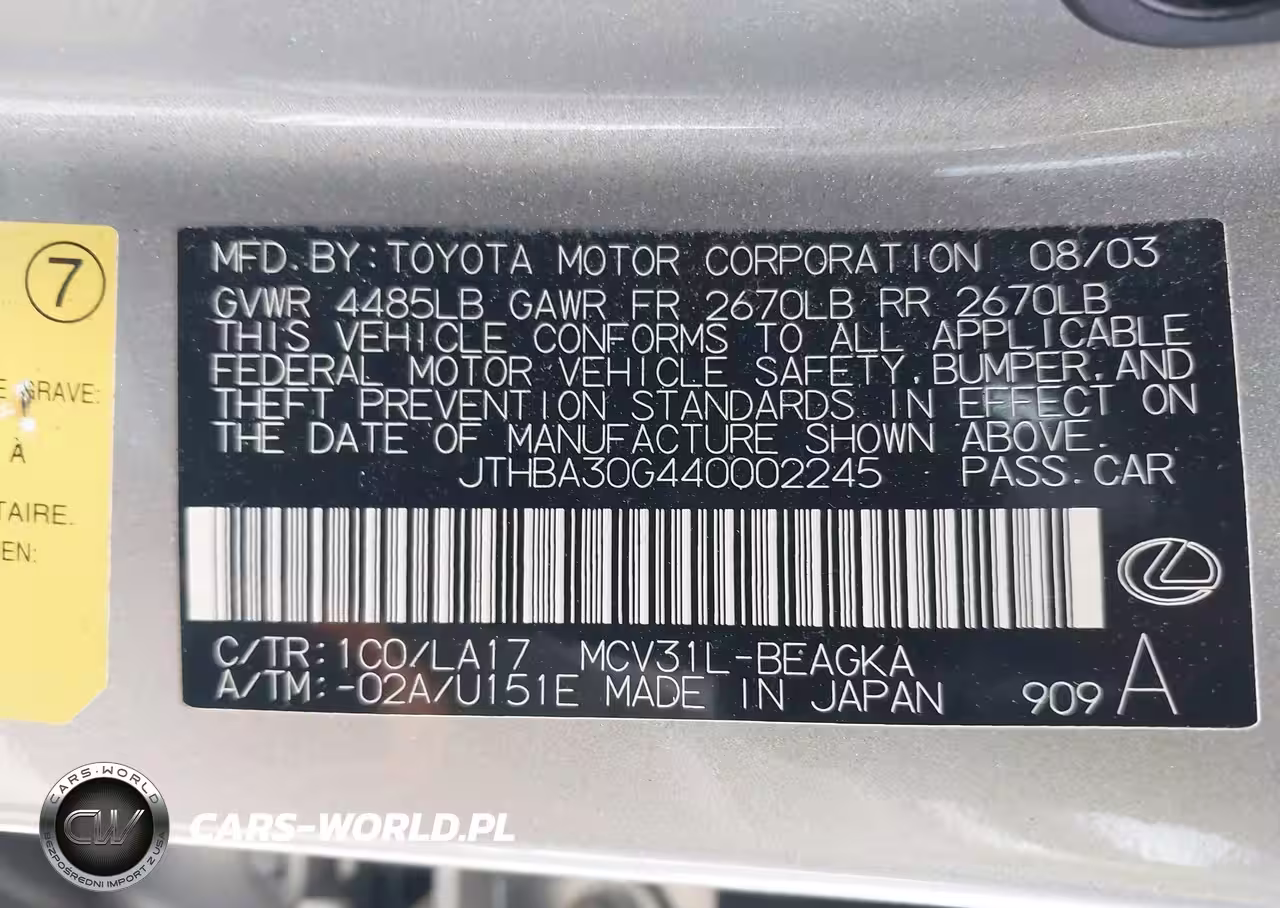 7
E GRAVE:
À
TAIRE.
EN:
MFD. BY: TOYOTA MOTOR CORPORATION 08/03
GVWR 4485LB GAWR FR 2670LB RR 2670LB
THIS VEHICLE CONFORMS TO ALL APPLICABLE
FEDERAL MOTOR VEHICLE SAFETY, BUMPER, AND
THEFT PREVENTION STANDARDS IN EFFECT ON
THE DATE OF MANUFACTURE SHOWN ABOVE.
JTHBA30G440002245 PASS. CAR
C/TR: 1C0/LA17 MCV31L-BEAGKA
A/TM: -02A/U151E MADE IN JAPAN 909 A
CARS-WORLD
CW
BEZPOŚREDNI IMPORT Z USA
CARS-WORLD.PL